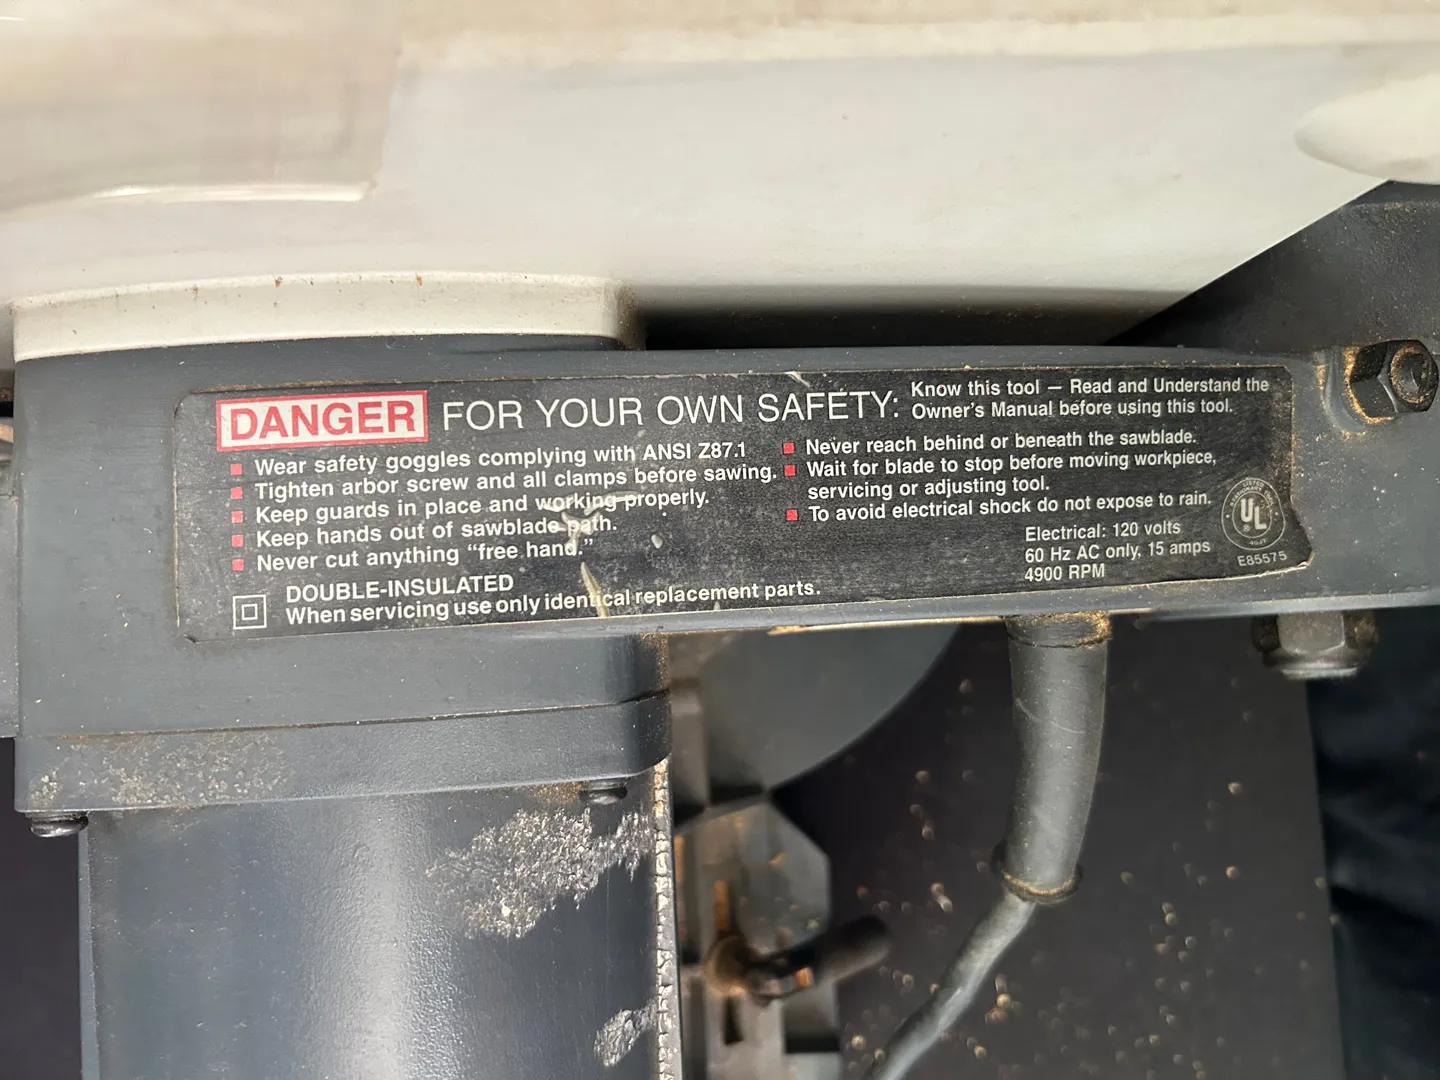 DANGER FOR YOUR OWN SAFETY: Know this tool — Read and Understand the
Owner's Manual before using this tool.
Wear safety goggles complying with ANSI Z87.1
Tighten arbor screw and all clamps before sawing.
Keep guards in place and working properly.
Keep hands out of sawblade path.
Never cut anything "free hand."
Never reach behind or beneath the sawblade.
Wait for blade to stop before moving workpiece,
servicing or adjusting tool.
To avoid electrical shock do not expose to rain.
DOUBLE-INSULATED
When servicing use only identical replacement parts.
Electrical: 120 volts
60 Hz AC only, 15 amps
4900 RPM
LISTED
UL
E85575